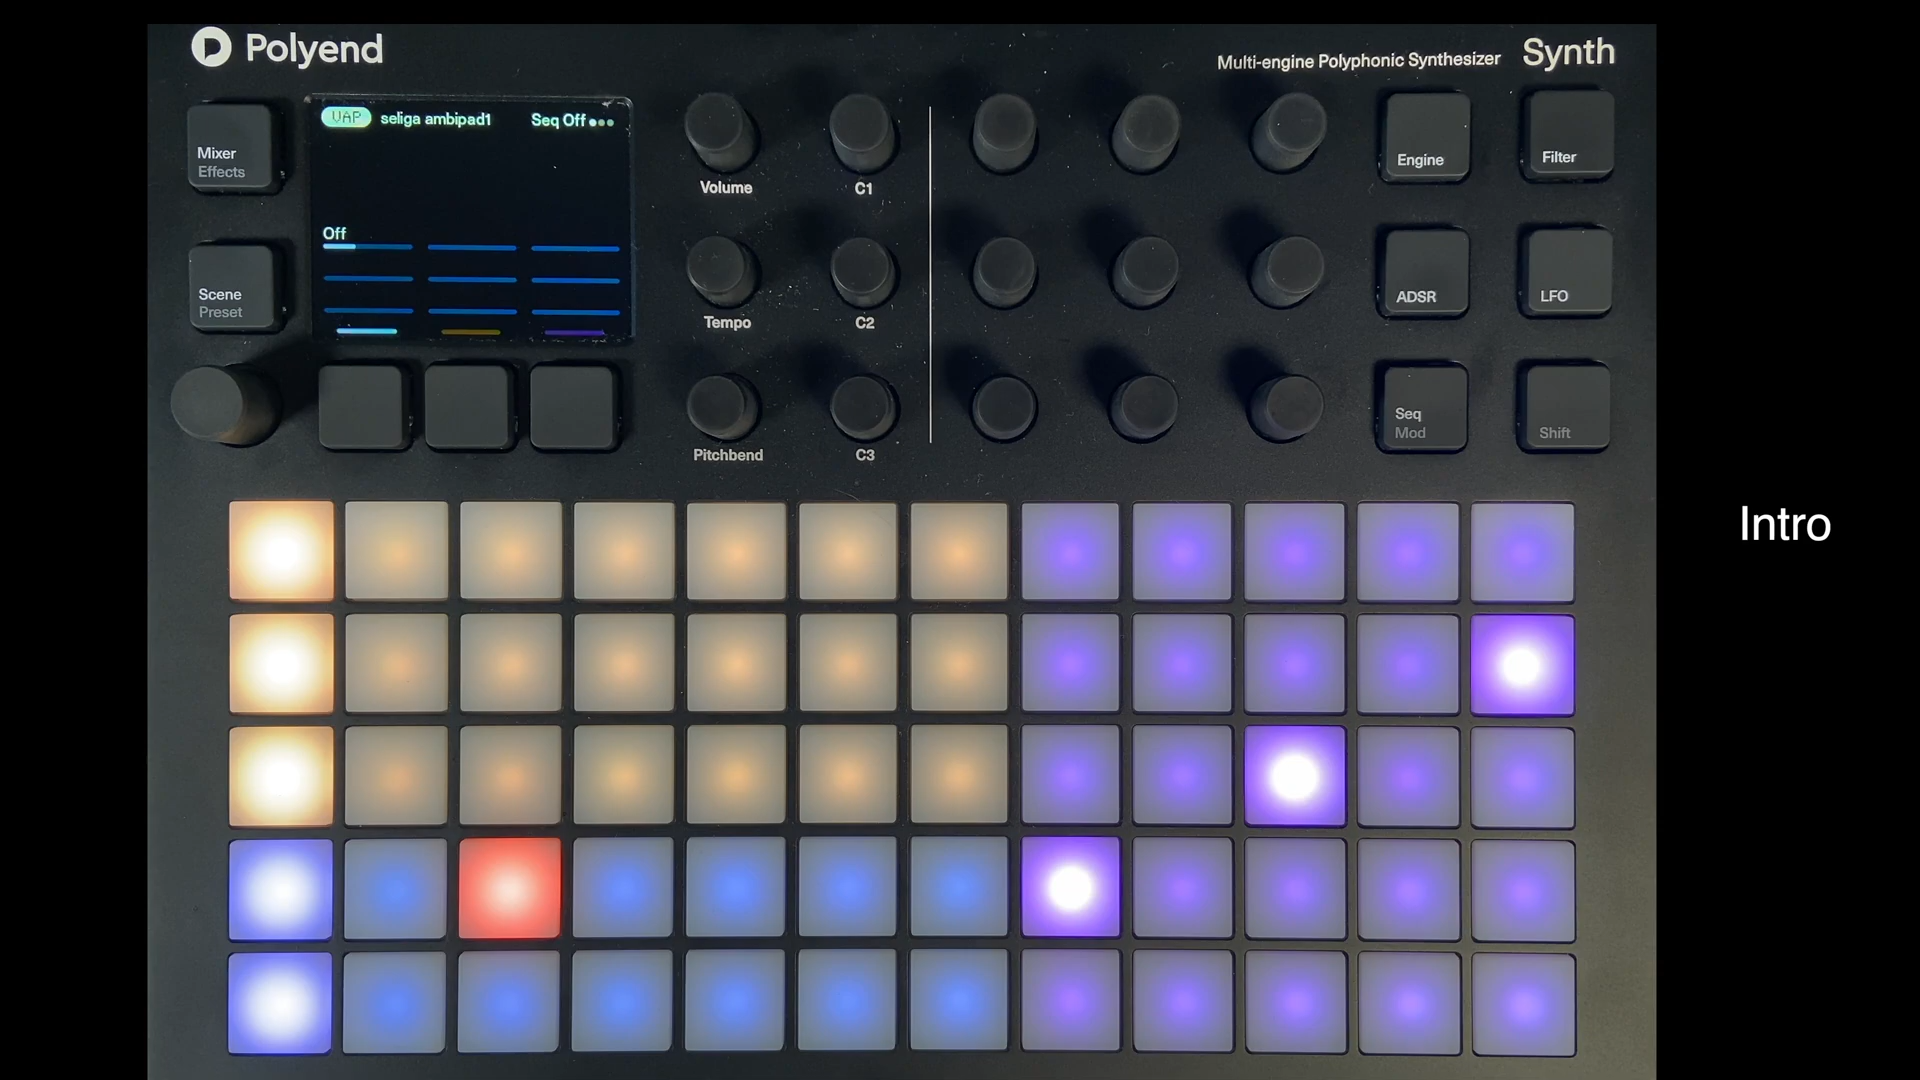 Polyend
Multi-engine Polyphonic Synthesizer Synth
VAP seliga ambipad1 Seq Off
Off
Mixer
Effects
Scene
Preset
Volume
C1
Tempo
C2
Pitchbend
C3
Engine
Filter
ADSR
LFO
Seq
Mod
Shift
Intro